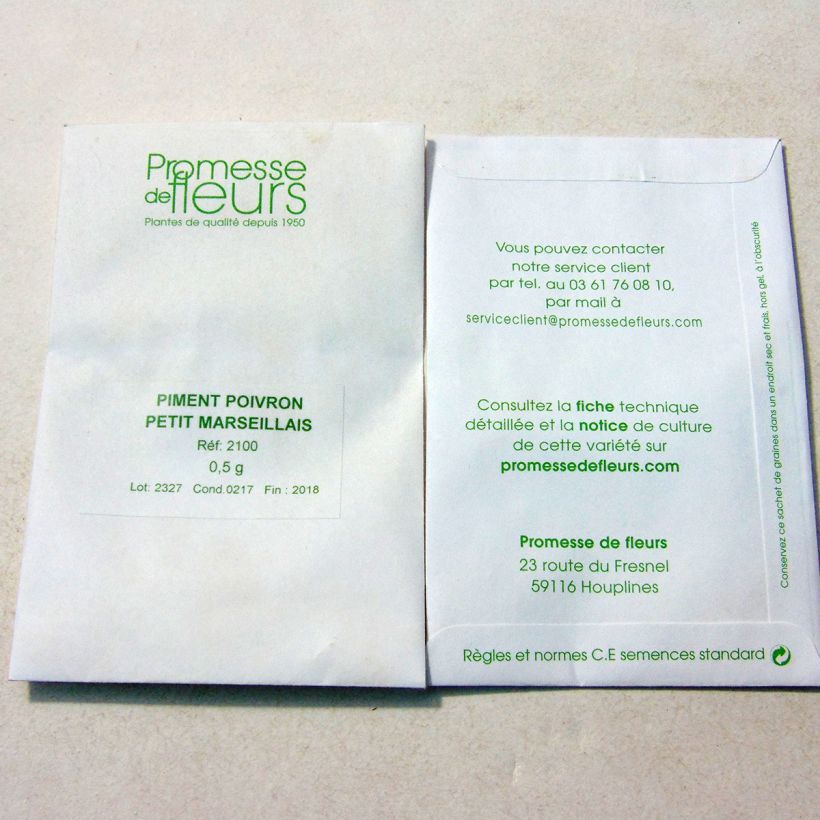 Promesse
de fleurs
Plantes de qualité depuis 1950
PIMENT POIVRON
PETIT MARSEILLAIS
Réf: 2100
0,5 g
Lot: 2327 Cond.0217 Fin : 2018
Vous pouvez contacter
notre service client
par tel. au 03 61 76 08 10,
par mail à
serviceclient@promessedefleurs.com
Consultez la fiche technique
détaillée et la notice de culture
de cette variété sur
promessedefleurs.com
Promesse de fleurs
23 route du Fresnel
59116 Houplines
Règles et normes C.E semences standard
Conservez ce sachet de graines dans un endroit sec et frais, hors gel, à l'obscurité